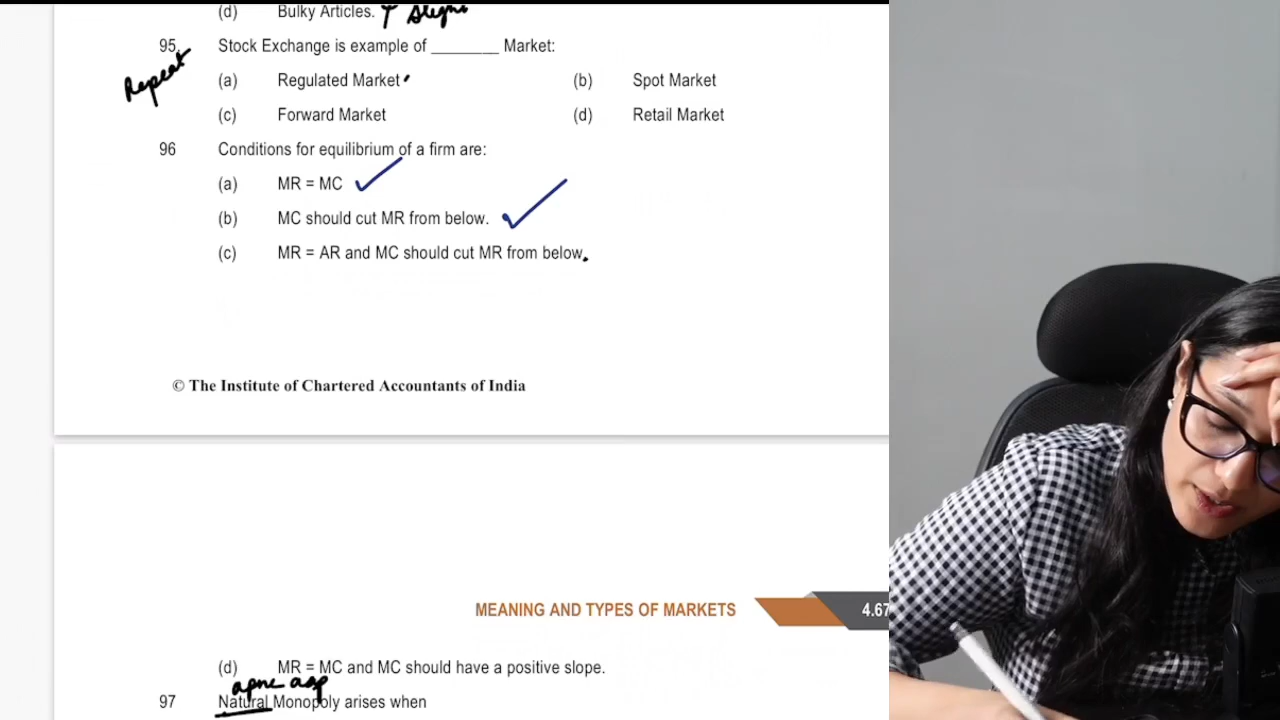 (d) Bulky Articles. ↑ slight
95. Stock Exchange is example of ________ Market:
Repeat
(a) Regulated Market (b) Spot Market
(c) Forward Market (d) Retail Market
96 Conditions for equilibrium of a firm are:
(a) MR = MC ✓
(b) MC should cut MR from below. ✓
(c) MR = AR and MC should cut MR from below.
© The Institute of Chartered Accountants of India
MEANING AND TYPES OF MARKETS 4.67
(d) MR = MC and MC should have a positive slope.
apne aap
97 Natural Monopoly arises when